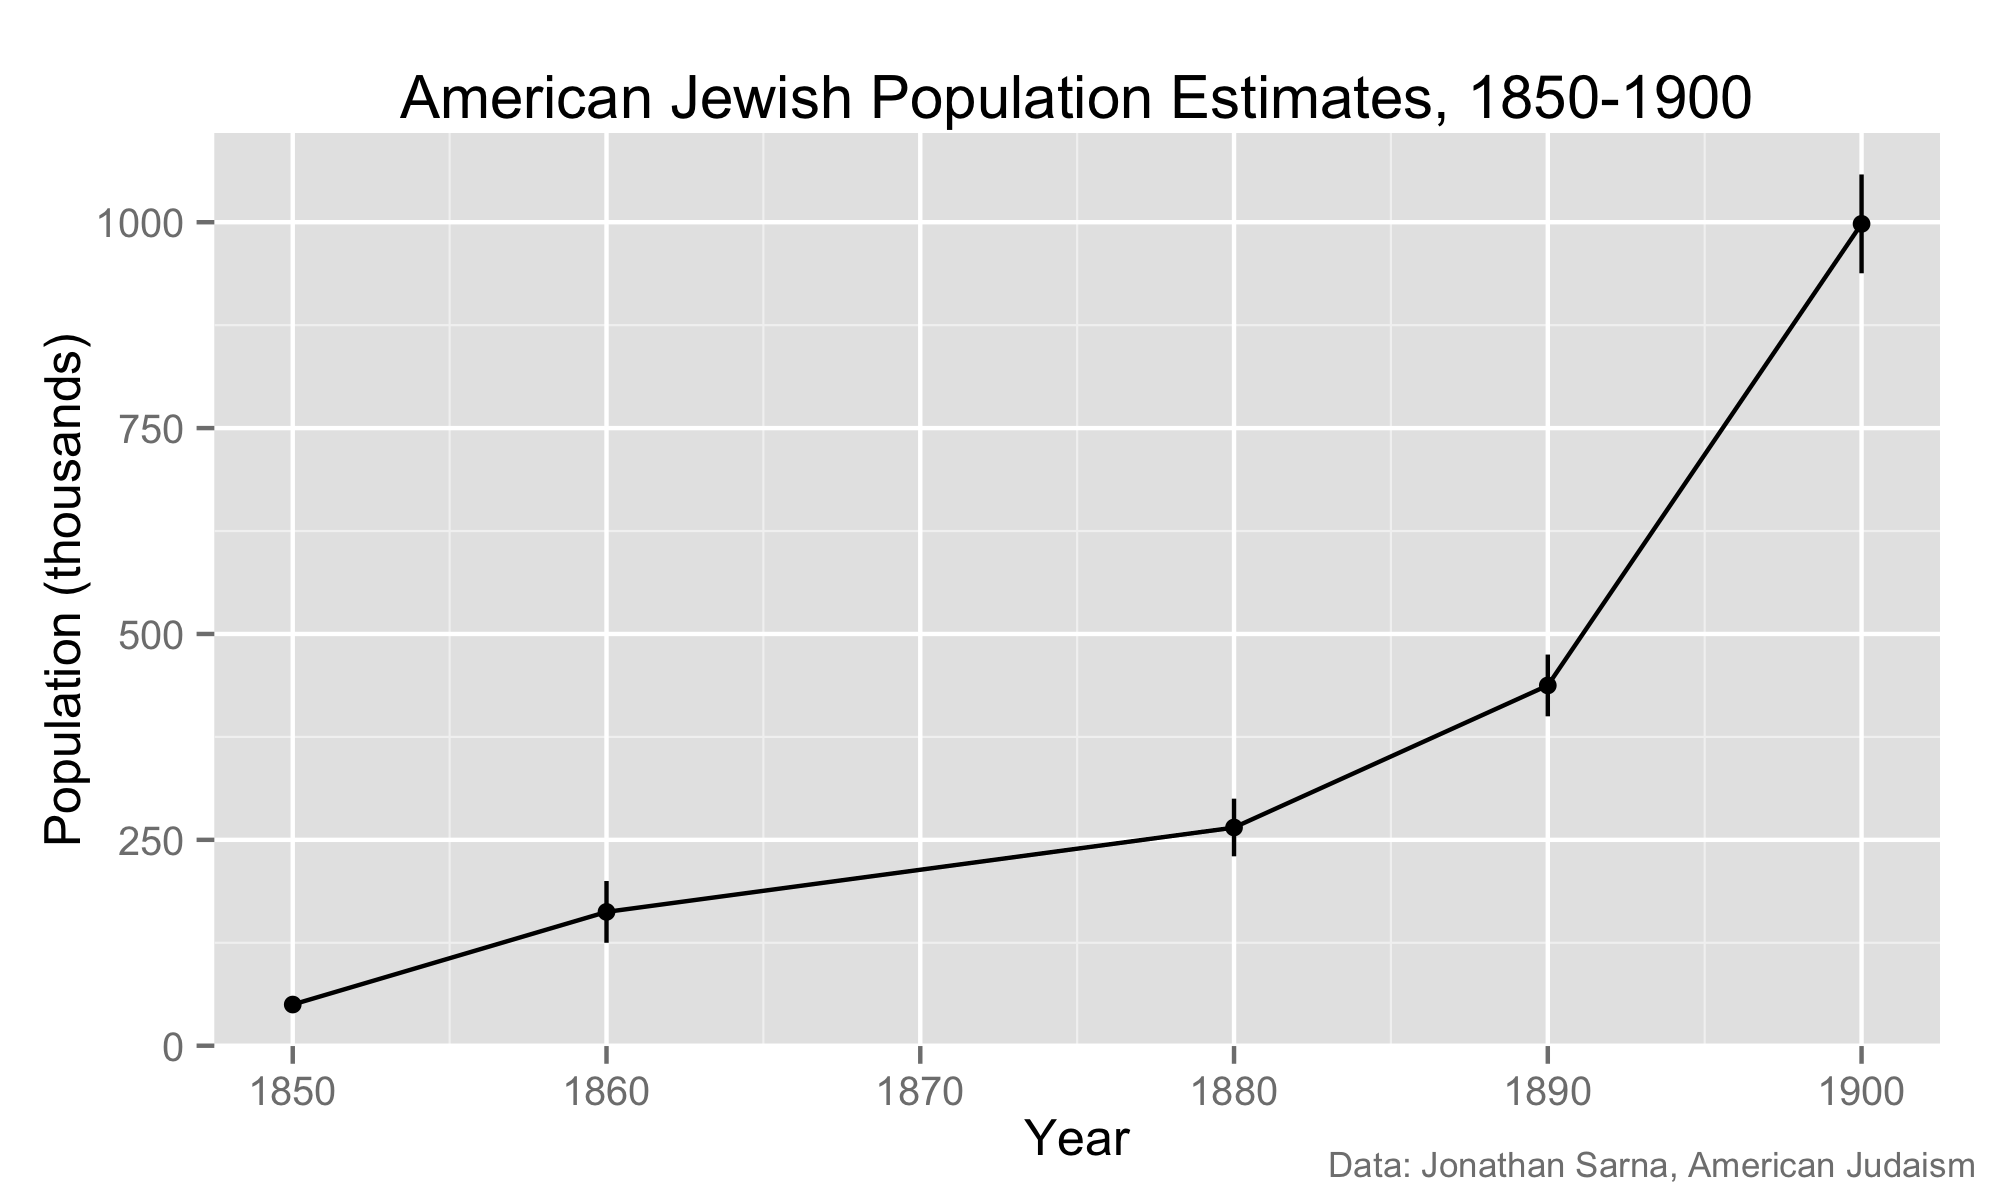 American Jewish Population Estimates, 1850-1900
Population (thousands)
1000
750
500
250
0
1850 1860 1870 1880 1890 1900
Year
Data: Jonathan Sarna, American Judaism